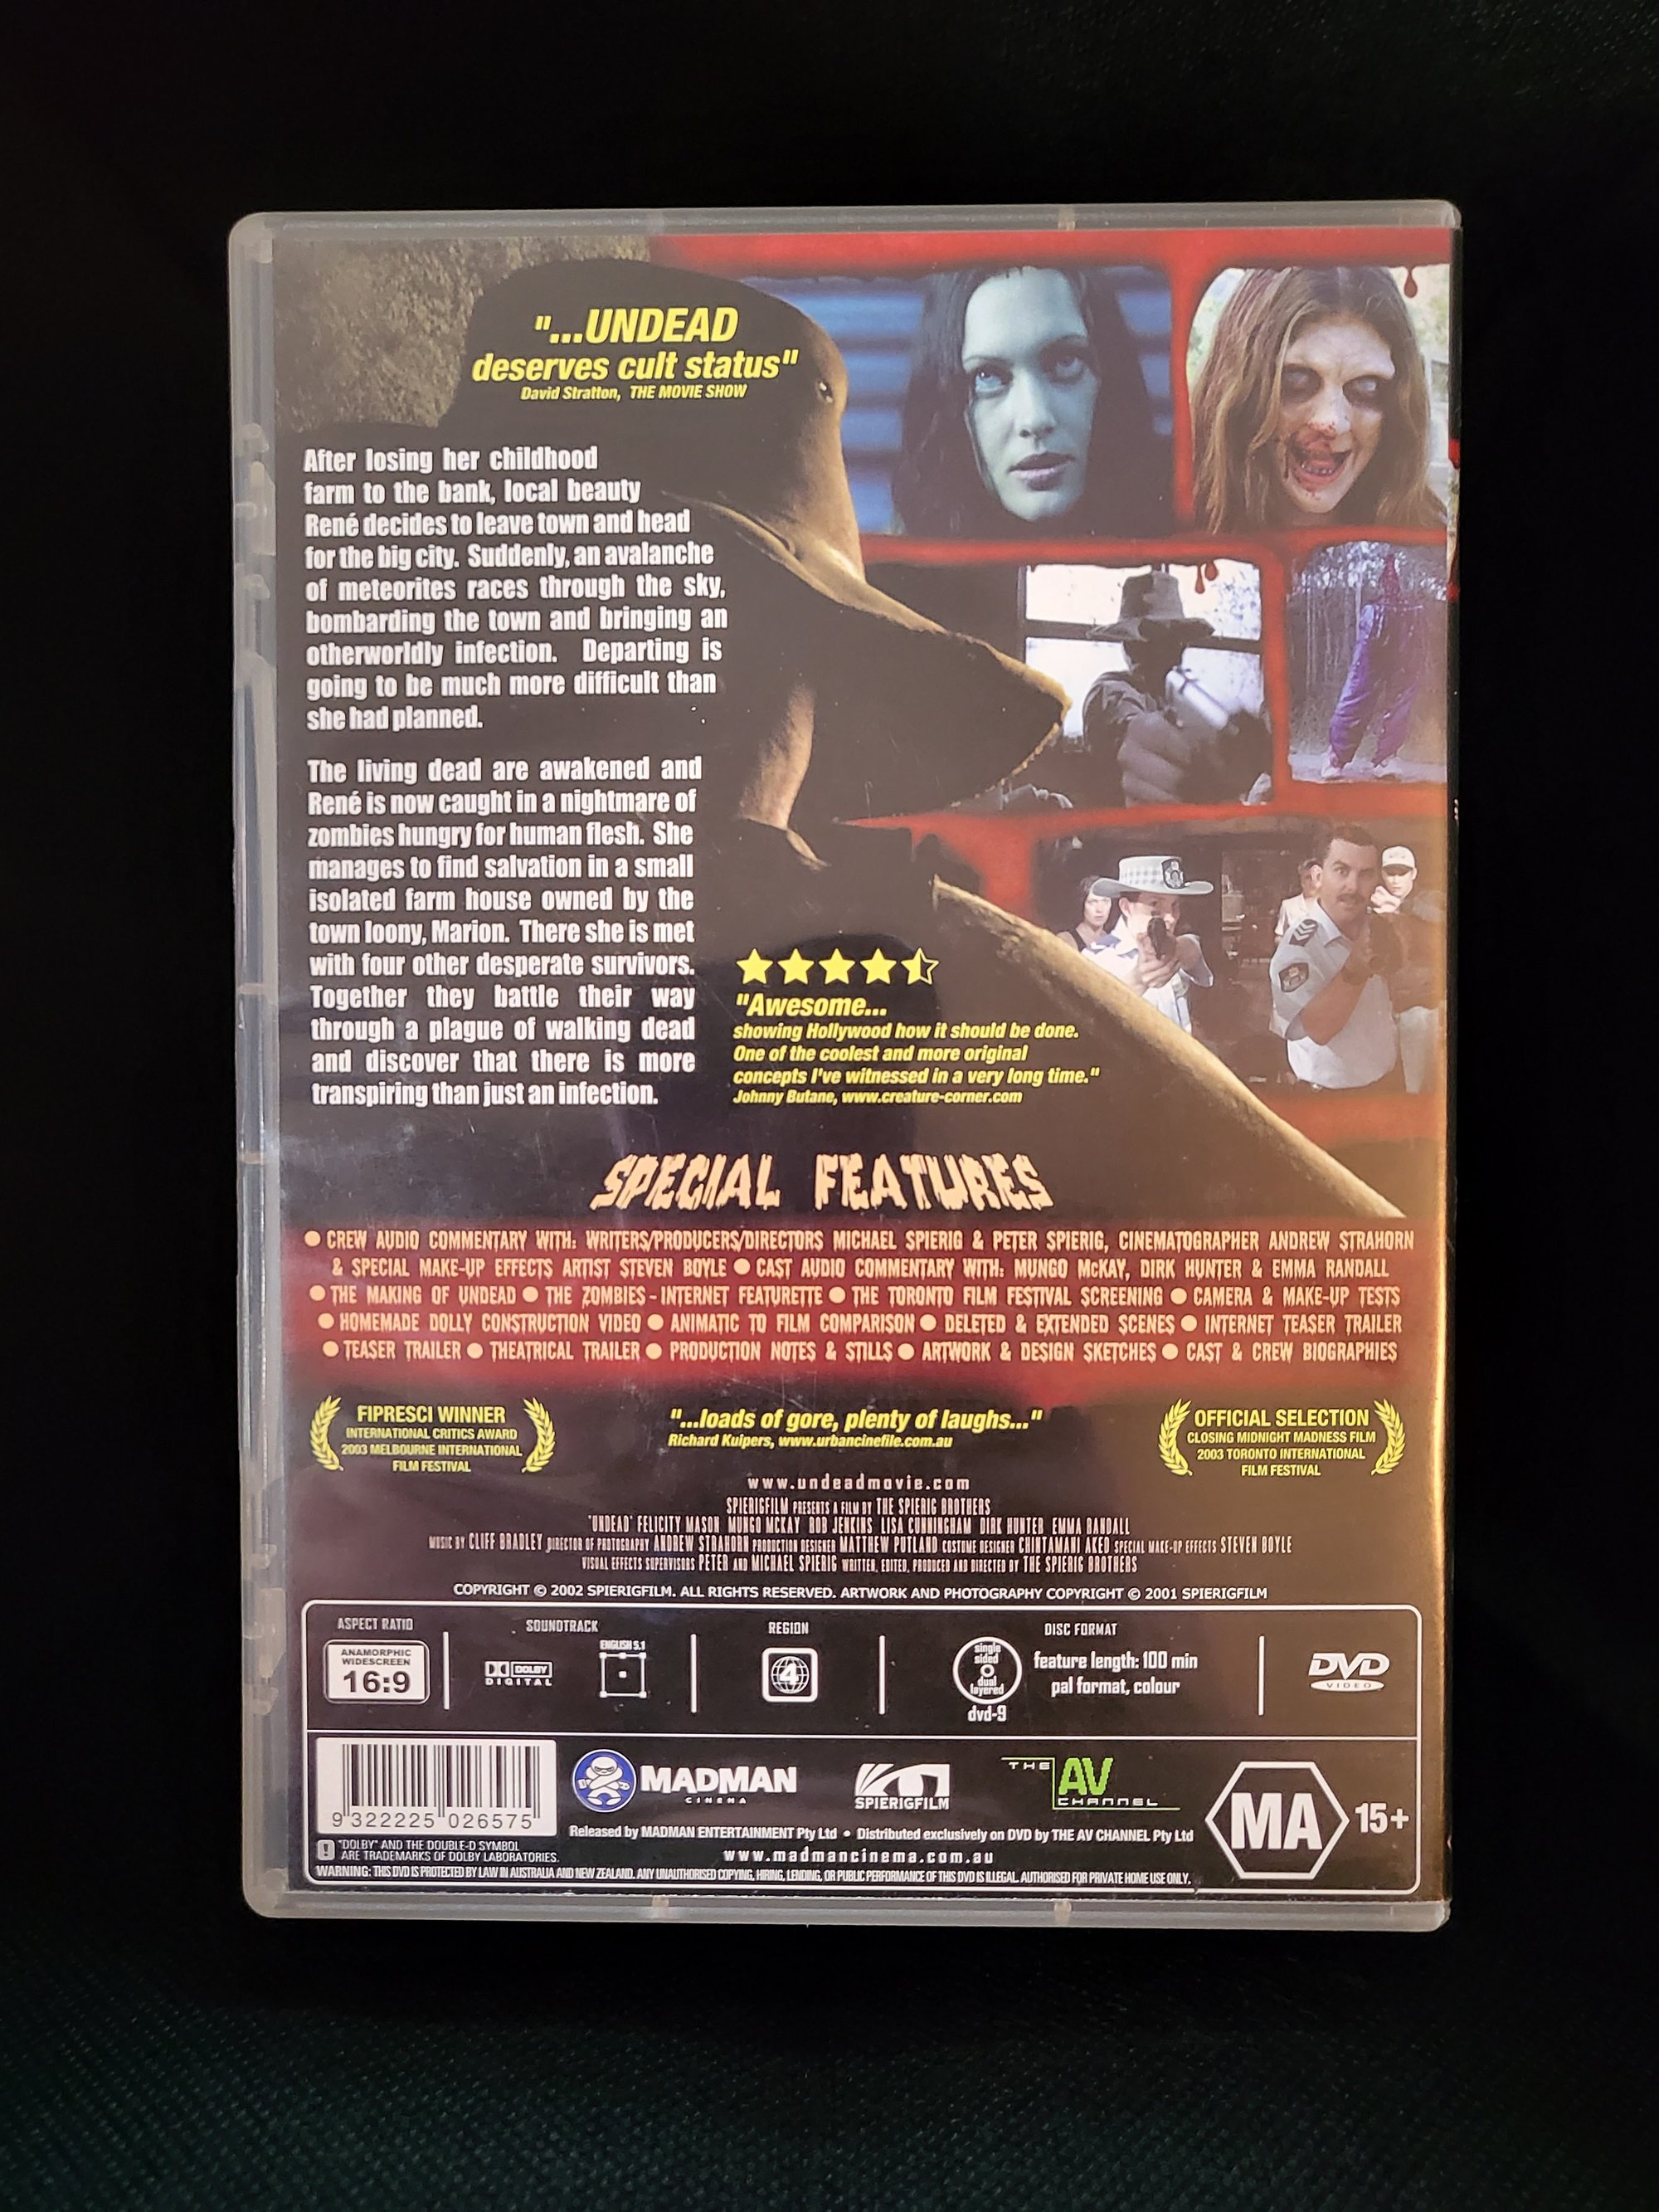 "...UNDEAD
deserves cult status"
David Stratton, THE MOVIE SHOW
After losing her childhood
farm to the bank, local beauty
René decides to leave town and head
for the big city. Suddenly, an avalanche
of meteorites races through the sky,
bombarding the town and bringing an
otherworldly infection. Departing is
going to be much more difficult than
she had planned.
The living dead are awakened and
René is now caught in a nightmare of
zombies hungry for human flesh. She
manages to find salvation in a small
isolated farm house owned by the
town loony, Marion. There she is met
with four other desperate survivors.
Together they battle their way
through a plague of walking dead
and discover that there is more
transpiring than just an infection.
"Awesome...
showing Hollywood how it should be done.
One of the coolest and more original
concepts I've witnessed in a very long time."
Johnny Butane, www.creature-corner.com
SPECIAL FEATURES
● CREW AUDIO COMMENTARY WITH: WRITERS/PRODUCERS/DIRECTORS MICHAEL SPIERIG & PETER SPIERIG, CINEMATOGRAPHER ANDREW STRAHORN
& SPECIAL MAKE-UP EFFECTS ARTIST STEVEN BOYLE ● CAST AUDIO COMMENTARY WITH: MUNGO McKAY, DIRK HUNTER & EMMA RANDALL
● THE MAKING OF UNDEAD ● THE ZOMBIES - INTERNET FEATURETTE ● THE TORONTO FILM FESTIVAL SCREENING ● CAMERA & MAKE-UP TESTS
● HOMEMADE DOLLY CONSTRUCTION VIDEO ● ANIMATIC TO FILM COMPARISON ● DELETED & EXTENDED SCENES ● INTERNET TEASER TRAILER
● TEASER TRAILER ● THEATRICAL TRAILER ● PRODUCTION NOTES & STILLS ● ARTWORK & DESIGN SKETCHES ● CAST & CREW BIOGRAPHIES
FIPRESCI WINNER
INTERNATIONAL CRITICS AWARD
2003 MELBOURNE INTERNATIONAL
FILM FESTIVAL
"...loads of gore, plenty of laughs..."
Richard Kuipers, www.urbancinefile.com.au
OFFICIAL SELECTION
CLOSING MIDNIGHT MADNESS FILM
2003 TORONTO INTERNATIONAL
FILM FESTIVAL
www.undeadmovie.com
SPIERIGFILM PRESENTS A FILM BY THE SPIERIG BROTHERS
'UNDEAD' FELICITY MASON MUNGO MCKAY ROB JENKINS LISA CUNNINGHAM DIRK HUNTER EMMA RANDALL
MUSIC BY CLIFF BRADLEY DIRECTOR OF PHOTOGRAPHY ANDREW STRAHORN PRODUCTION DESIGNER MATTHEW PUTLAND COSTUME DESIGNER CHINTAMANI AKED SPECIAL MAKE-UP EFFECTS STEVEN BOYLE
VISUAL EFFECTS SUPERVISORS PETER AND MICHAEL SPIERIG WRITTEN, EDITED, PRODUCED AND DIRECTED BY THE SPIERIG BROTHERS
COPYRIGHT © 2002 SPIERIGFILM. ALL RIGHTS RESERVED. ARTWORK AND PHOTOGRAPHY COPYRIGHT © 2001 SPIERIGFILM
ASPECT RATIO
ANAMORPHIC
WIDESCREEN
16:9
SOUNDTRACK
DOLBY
DIGITAL
ENGLISH 5.1
REGION
4
DISC FORMAT
single
sided
dual
layered
dvd-9
feature length: 100 min
pal format, colour
DVD
VIDEO
9 322225 026575
MADMAN
CINEMA
SPIERIGFILM
THE AV
CHANNEL
MA 15+
Released by MADMAN ENTERTAINMENT Pty Ltd • Distributed exclusively on DVD by THE AV CHANNEL Pty Ltd
www.madmancinema.com.au
"DOLBY" AND THE DOUBLE-D SYMBOL
ARE TRADEMARKS OF DOLBY LABORATORIES.
WARNING: THIS DVD IS PROTECTED BY LAW IN AUSTRALIA AND NEW ZEALAND. ANY UNAUTHORISED COPYING, HIRING, LENDING, OR PUBLIC PERFORMANCE OF THIS DVD IS ILLEGAL. AUTHORISED FOR PRIVATE HOME USE ONLY.